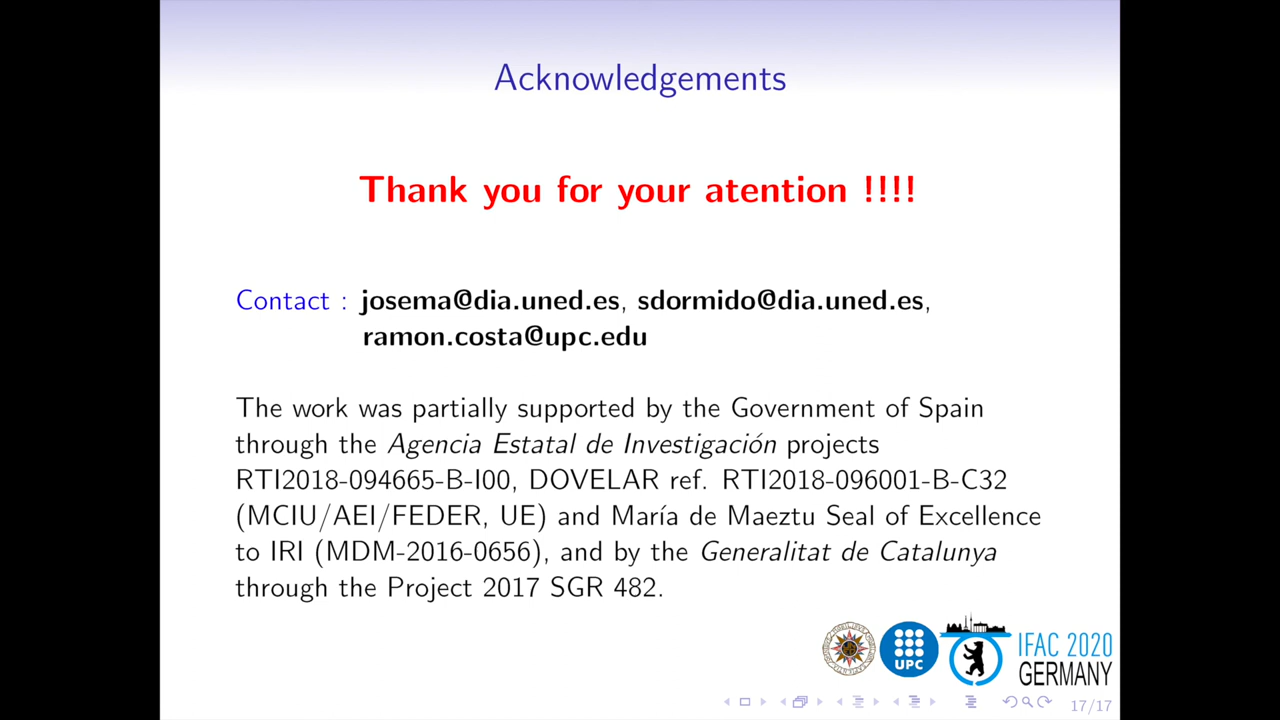 Acknowledgements
Thank you for your atention !!!!
Contact : josema@dia.uned.es, sdormido@dia.uned.es,
ramon.costa@upc.edu
The work was partially supported by the Government of Spain
through the Agencia Estatal de Investigación projects
RTI2018-094665-B-I00, DOVELAR ref. RTI2018-096001-B-C32
(MCIU/AEI/FEDER, UE) and María de Maeztu Seal of Excellence
to IRI (MDM-2016-0656), and by the Generalitat de Catalunya
through the Project 2017 SGR 482.
UPC
IFAC 2020
GERMANY
17/17